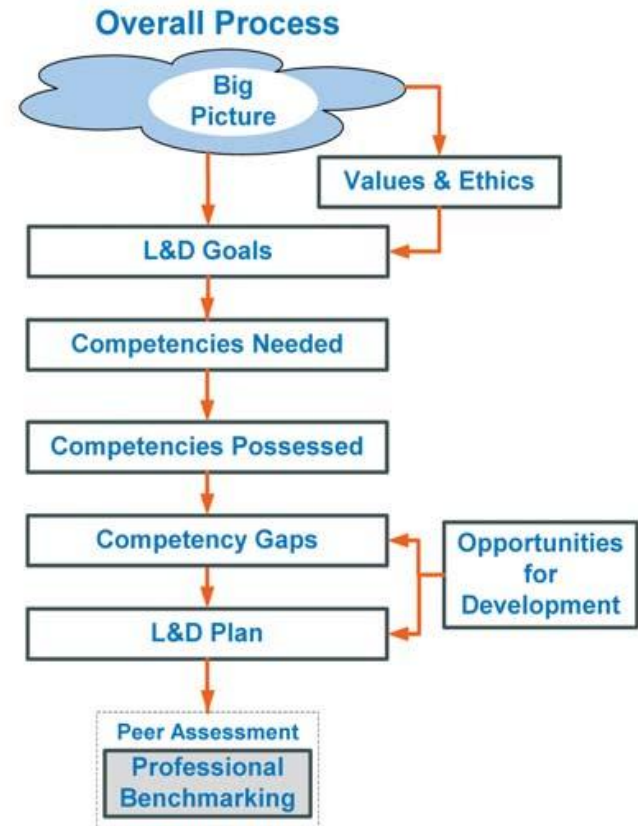 Overall Process
Big
Picture
Values & Ethics
L&D Goals
Competencies Needed
Competencies Possessed
Competency Gaps
Opportunities
for
Development
L&D Plan
Peer Assessment
Professional
Benchmarking